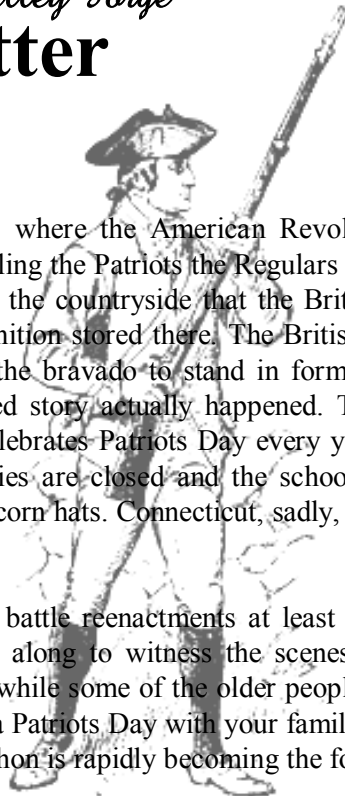 lley Forge
tter
where the American Revol
ling the Patriots the Regulars
the countryside that the Brit
nition stored there. The Britis
the bravado to stand in form
ed story actually happened. T
lebrates Patriots Day every y
ies are closed and the schoo
corn hats. Connecticut, sadly,
battle reenactments at least
along to witness the scenes
while some of the older peopl
a Patriots Day with your famil
hon is rapidly becoming the fo